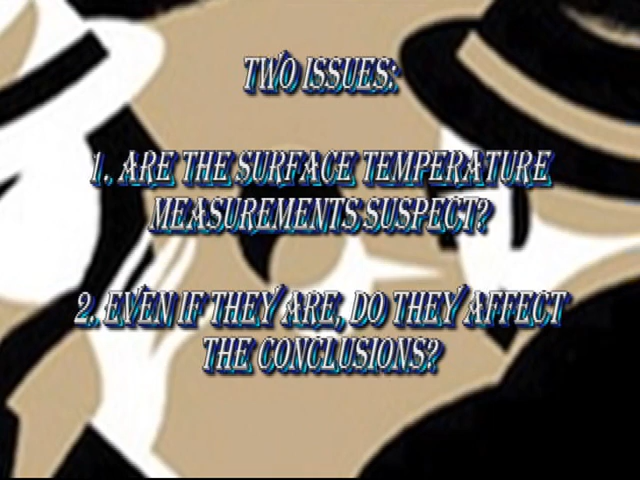 TWO ISSUES:
1. ARE THE SURFACE TEMPERATURE
MEASUREMENTS SUSPECT?
2. EVEN IF THEY ARE, DO THEY AFFECT
THE CONCLUSIONS?